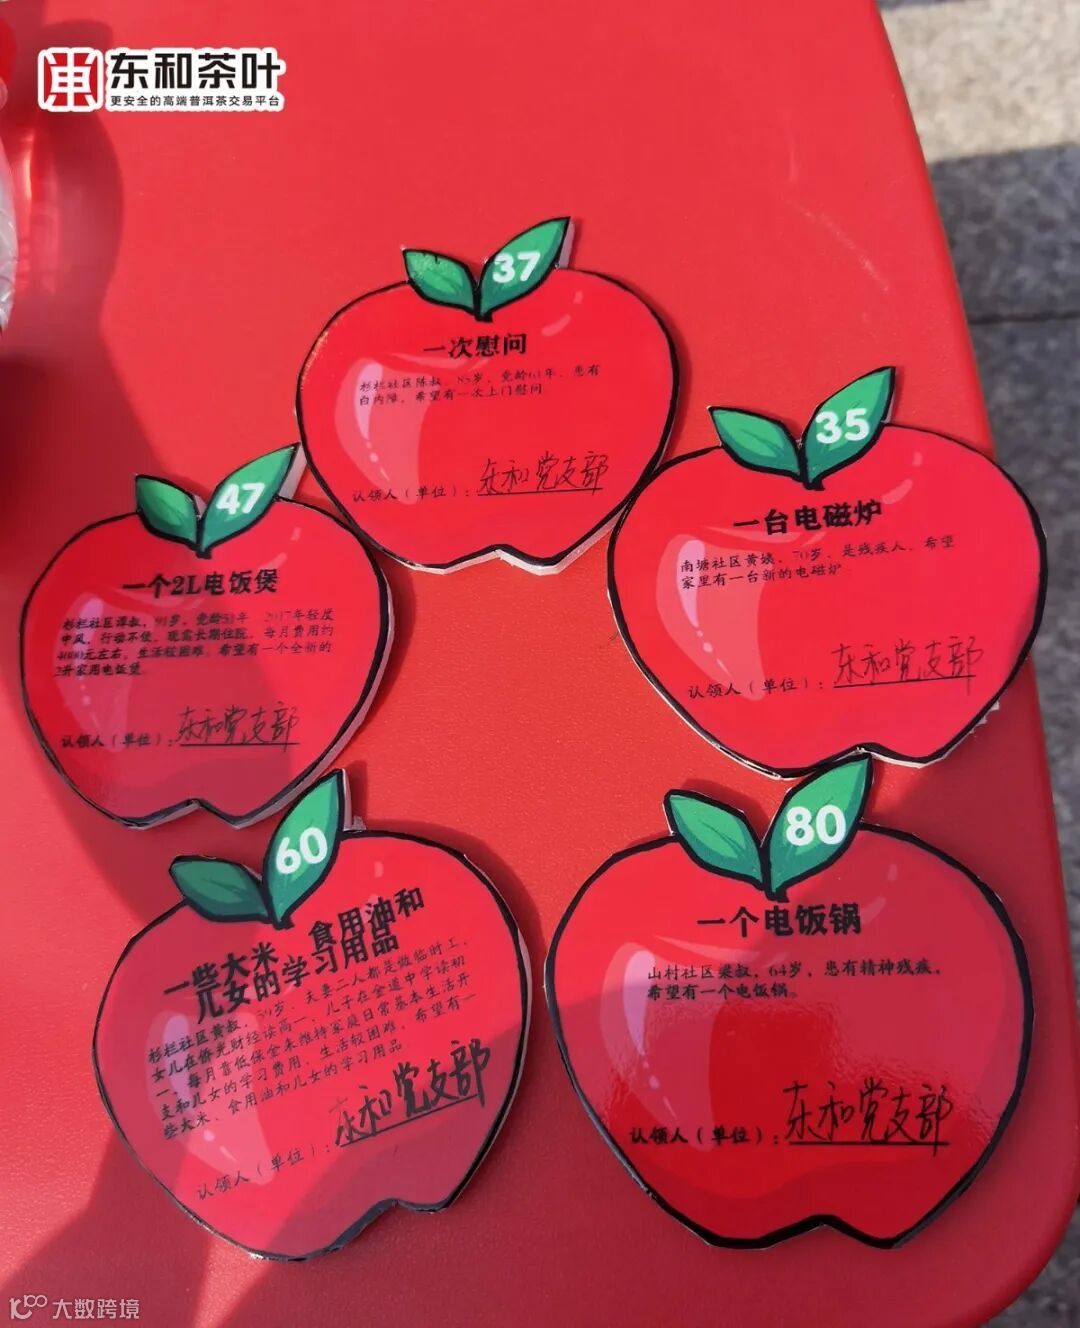 东和茶叶
更安全的高端普洱茶交易平台
37
一次慰问
杉栏社区陈叔，85岁，党龄61年，患有
白内障，希望有一次上门慰问
认领人（单位）：东和党支部
35
一台电磁炉
南塘社区黄姨，70岁，是残疾人，希望
家里有一台新的电磁炉
认领人（单位）：东和党支部
47
一个2L电饭煲
杉栏社区谭叔，91岁，党龄51年 2017年轻度
中风，行动不便。现需长期住院，每月费用约
4000元左右，生活较困难。希望有一个全新的
2升家用电饭煲。
认领人（单位）：东和党支部
60
一些大米、食用油和
儿女的学习用品
杉栏社区黄叔，59岁，夫妻二人都是做临时工，
女儿在侨光财经读高一，儿子在金道中学读初
一，每月靠低保金来维持家庭日常基本生活开
支和儿女的学习费用，生活较困难，希望有一
些大米、食用油和儿女的学习用品
认领人（单位）：东和党支部
80
一个电饭锅
山村社区梁叔，64岁，患有精神残疾，
希望有一个电饭锅。
认领人（单位）：东和党支部
大数跨境